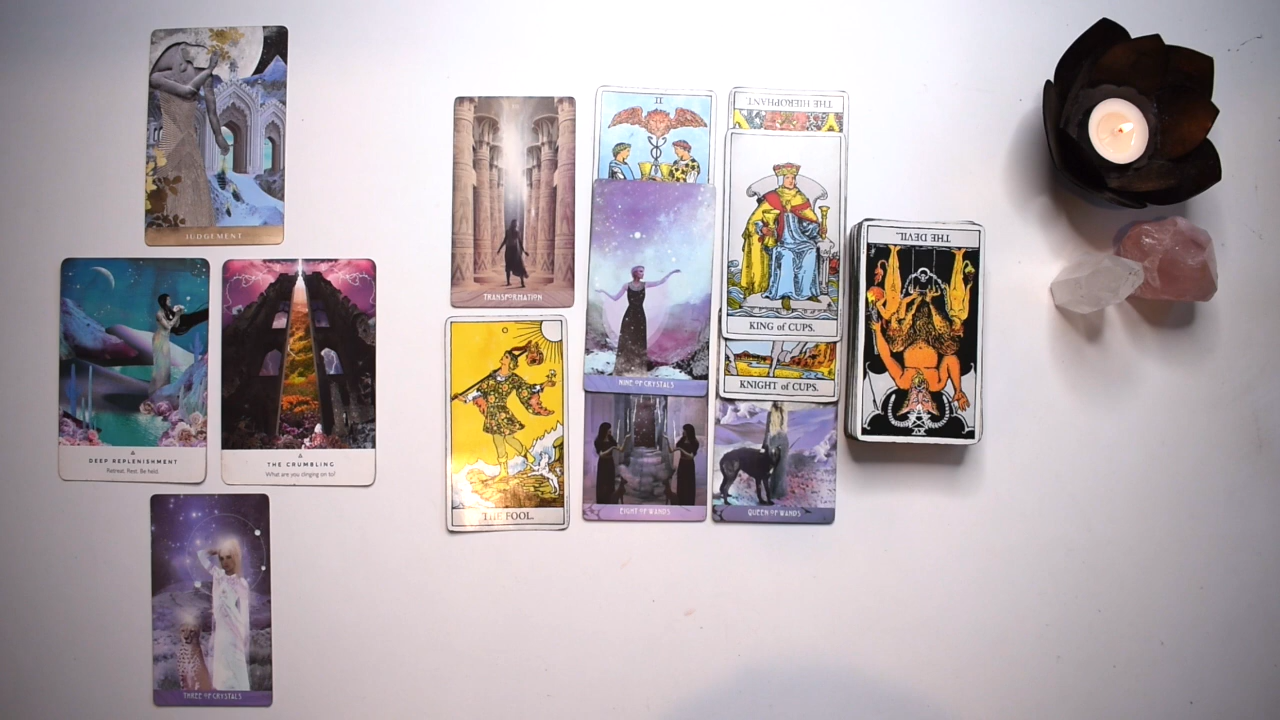 JUDGEMENT
DEEP REPLENISHMENT
Retreat. Rest. Be held.
THE CRUMBLING
What are you clinging on to?
THREE OF CRYSTALS
TRANSFORMATION
THE FOOL.
II
NINE OF CRYSTALS
EIGHT OF WANDS
THE HIEROPHANT.
KING of CUPS.
KNIGHT of CUPS.
QUEEN OF WANDS
THE DEVIL.
XV